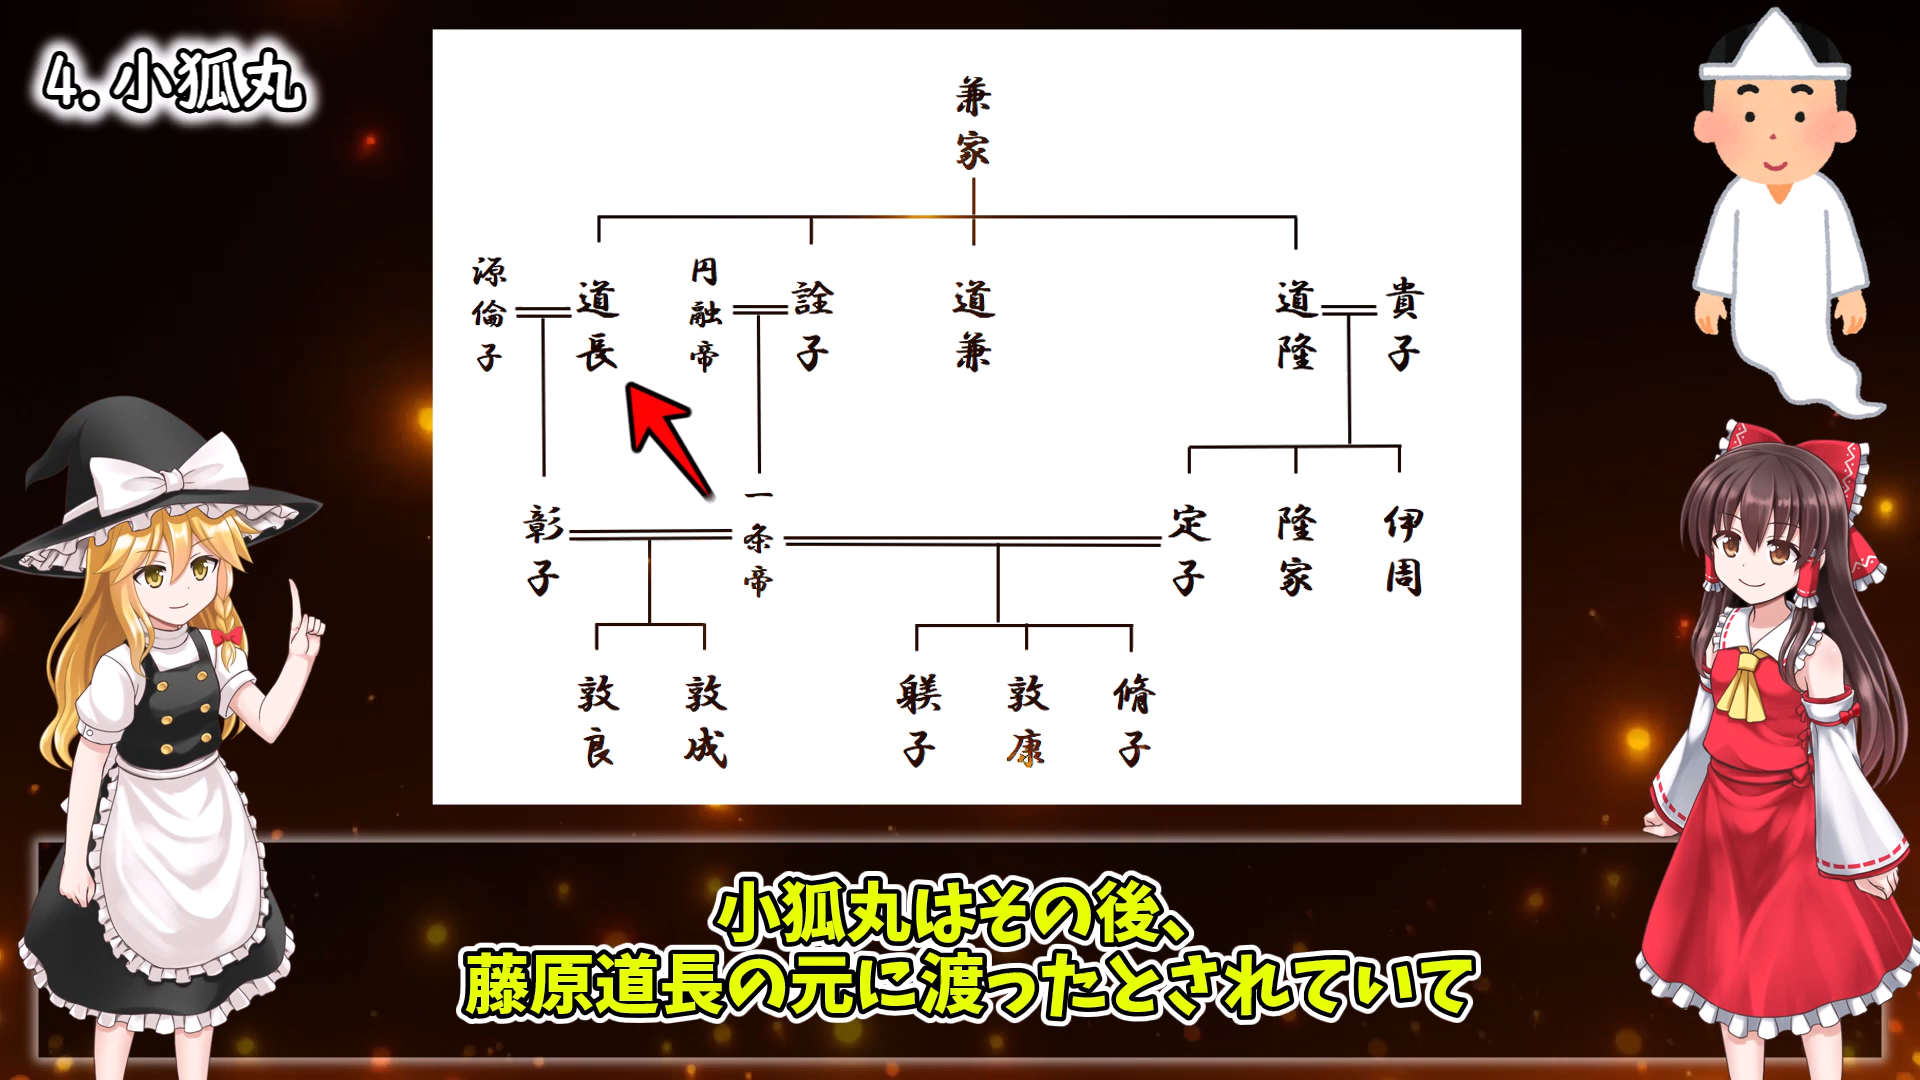 4.小狐丸
兼家
源倫子
道長
円融帝
詮子
道兼
道隆
貴子
彰子
一条帝
定子
隆家
伊周
敦良
敦成
媄子
敦康
脩子
小狐丸はその後、
藤原道長の元に渡ったとされていて